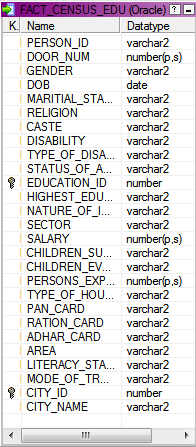 FACT_CENSUS_EDU (Oracle)
K. Name Datatype
PERSON_ID varchar2
DOOR_NUM number(p,s)
GENDER varchar2
DOB date
MARITIAL_STA... varchar2
RELIGION varchar2
CASTE varchar2
DISABILITY varchar2
TYPE_OF_DISA... varchar2
STATUS_OF_A... varchar2
EDUCATION_ID number
HIGHEST_EDU... varchar2
NATURE_OF_I... varchar2
SECTOR varchar2
SALARY number(p,s)
CHILDREN_SU... varchar2
CHILDREN_EV... varchar2
PERSONS_EXP... number(p,s)
TYPE_OF_HOU... varchar2
PAN_CARD varchar2
RATION_CARD varchar2
ADHAR_CARD varchar2
AREA varchar2
LITERACY_STA... varchar2
MODE_OF_TR... varchar2
CITY_ID number
CITY_NAME varchar2